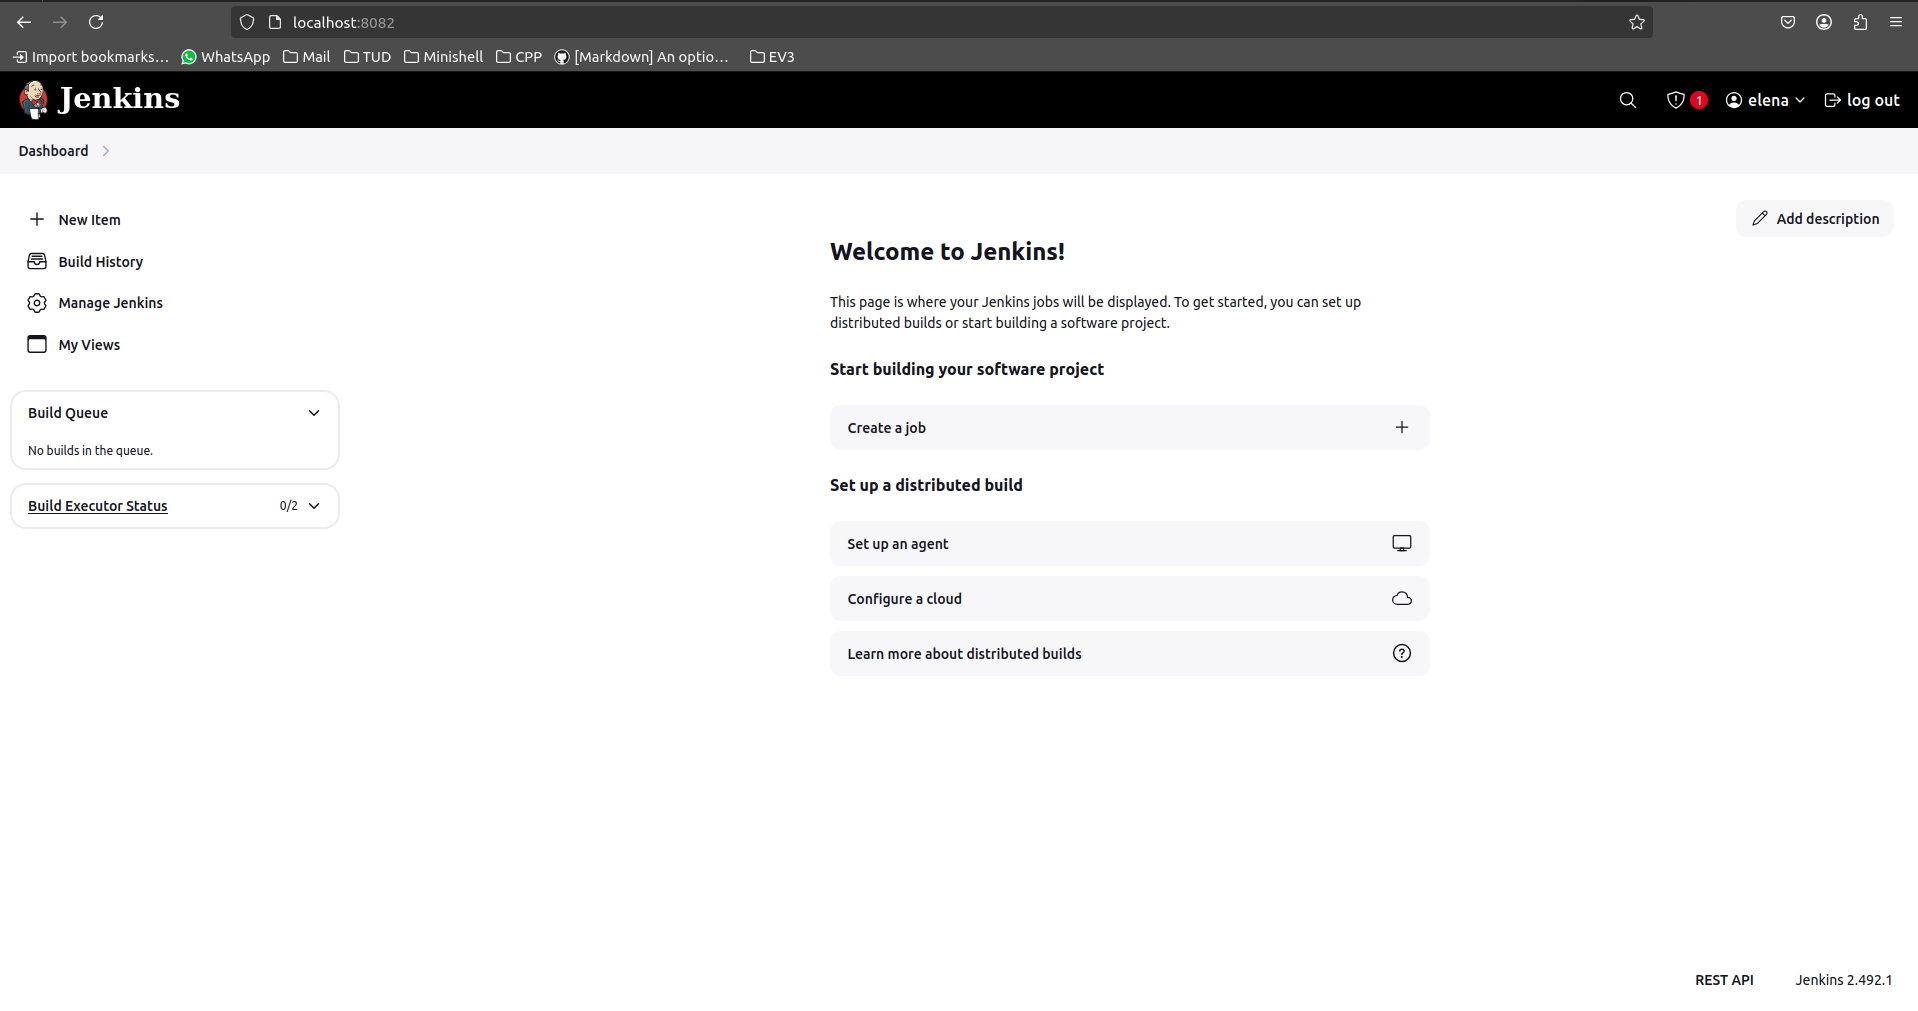 localhost:8082
Import bookmarks… WhatsApp Mail TUD Minishell CPP [Markdown] An optio… EV3
Jenkins
1 elena log out
Dashboard
New Item
Build History
Manage Jenkins
My Views
Build Queue
No builds in the queue.
Build Executor Status 0/2
Add description
Welcome to Jenkins!
This page is where your Jenkins jobs will be displayed. To get started, you can set up
distributed builds or start building a software project.
Start building your software project
Create a job
Set up a distributed build
Set up an agent
Configure a cloud
Learn more about distributed builds
REST API Jenkins 2.492.1